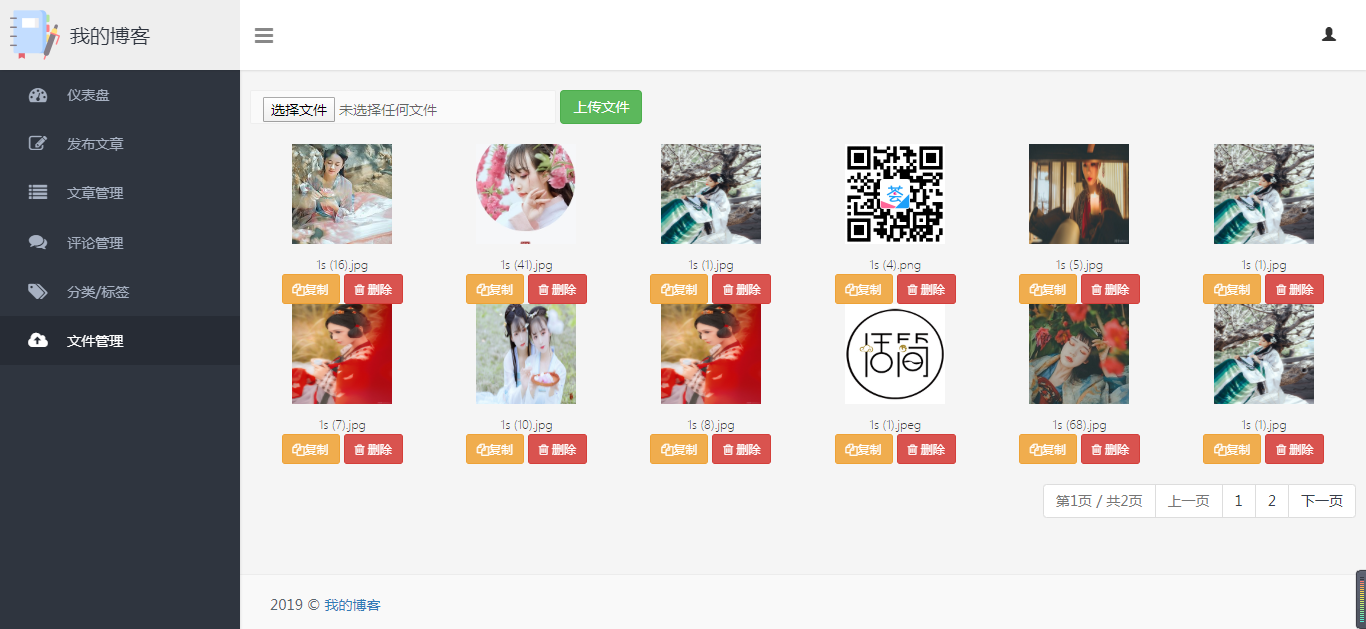 我的博客
仪表盘
发布文章
文章管理
评论管理
分类/标签
文件管理
选择文件 未选择任何文件 上传文件
荟
1s (16).jpg 1s (41).jpg 1s (1).jpg 1s (4).png 1s (5).jpg 1s (1).jpg
复制 删除 复制 删除 复制 删除 复制 删除 复制 删除 复制 删除
1s (7).jpg 1s (10).jpg 1s (8).jpg 1s (1).jpeg 1s (68).jpg 1s (1).jpg
复制 删除 复制 删除 复制 删除 复制 删除 复制 删除 复制 删除
第1页 / 共2页 上一页 1 2 下一页
2019 © 我的博客